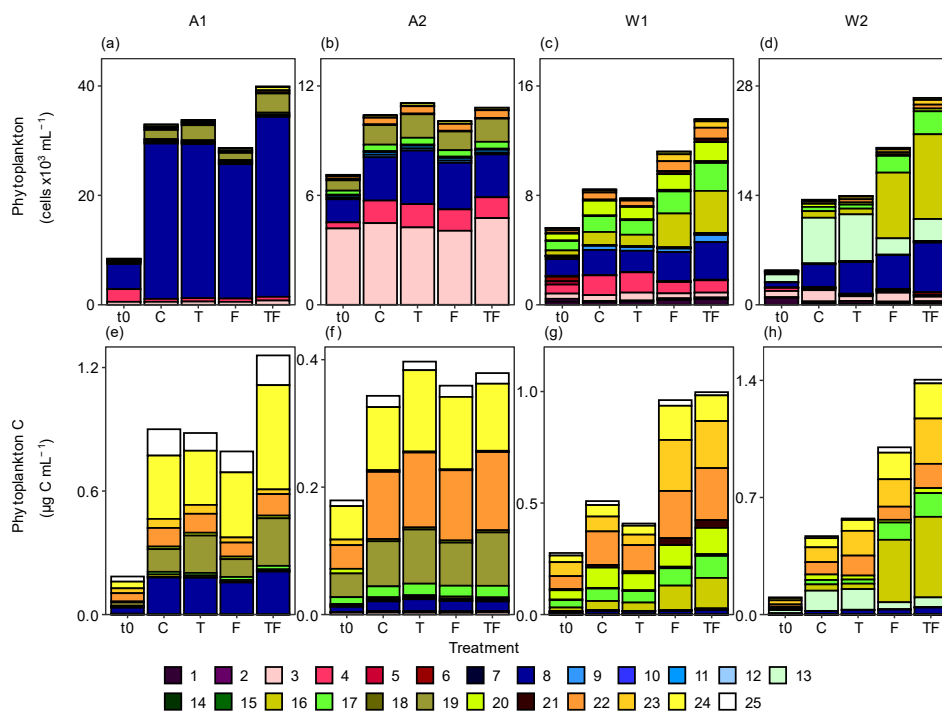 A1 A2 W1 W2
(a) (b) (c) (d)
Phytoplankton
(cells x10³ mL⁻¹)
40 12 16 28
20 6 8 14
0 0 0 0
t0 C T F TF t0 C T F TF t0 C T F TF t0 C T F TF
(e) (f) (g) (h)
Phytoplankton C
(µg C mL⁻¹)
1.2 0.4 1.0 1.4
0.6 0.2 0.5 0.7
0.0 0.0 0.0 0.0
t0 C T F TF t0 C T F TF t0 C T F TF t0 C T F TF
Treatment
1 2 3 4 5 6 7 8 9 10 11 12 13
14 15 16 17 18 19 20 21 22 23 24 25